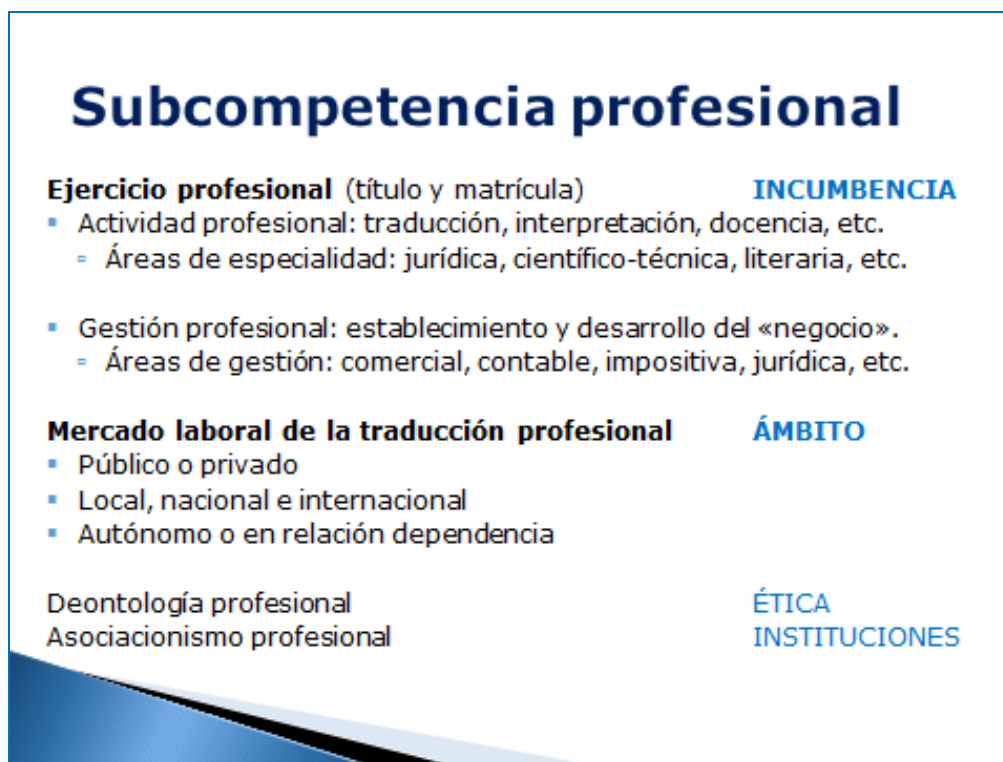 Subcompetencia profesional
Ejercicio profesional (título y matrícula) INCUMBENCIA
▪ Actividad profesional: traducción, interpretación, docencia, etc.
▫ Áreas de especialidad: jurídica, científico-técnica, literaria, etc.
▪ Gestión profesional: establecimiento y desarrollo del «negocio».
▫ Áreas de gestión: comercial, contable, impositiva, jurídica, etc.
Mercado laboral de la traducción profesional ÁMBITO
▪ Público o privado
▪ Local, nacional e internacional
▪ Autónomo o en relación dependencia
Deontología profesional ÉTICA
Asociacionismo profesional INSTITUCIONES